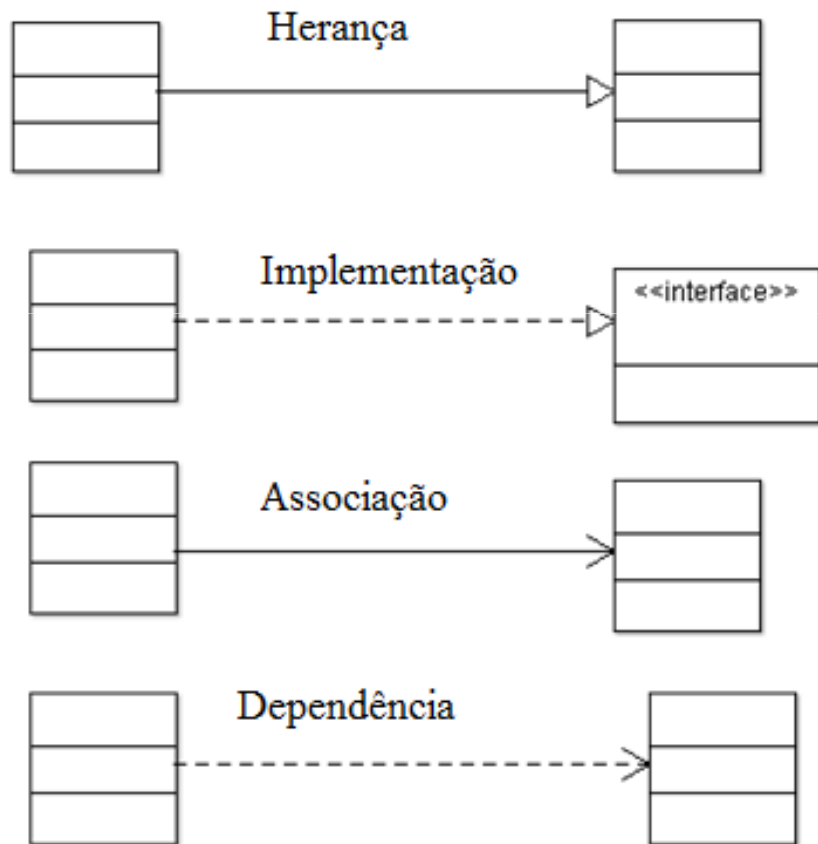 Herança
Implementação
<<interface>>
Associação
Dependência